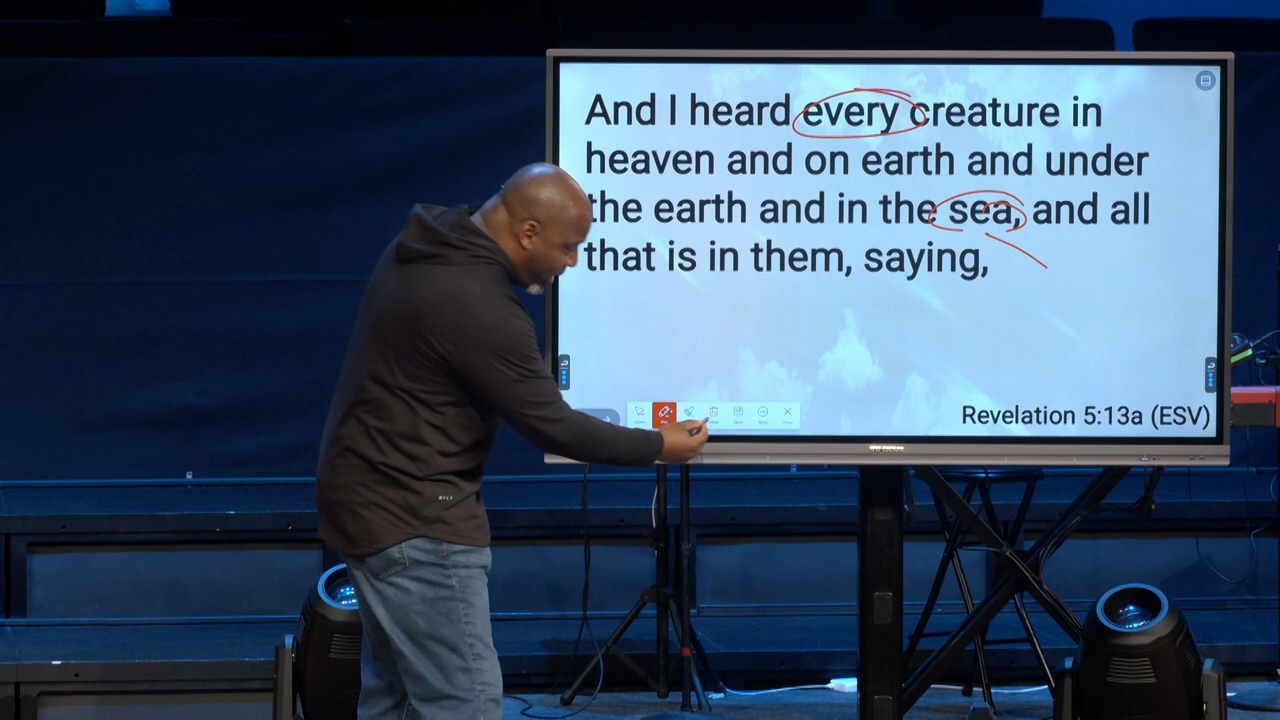 And I heard every creature in
heaven and on earth and under
the earth and in the sea, and all
that is in them, saying,
Revelation 5:13a (ESV)